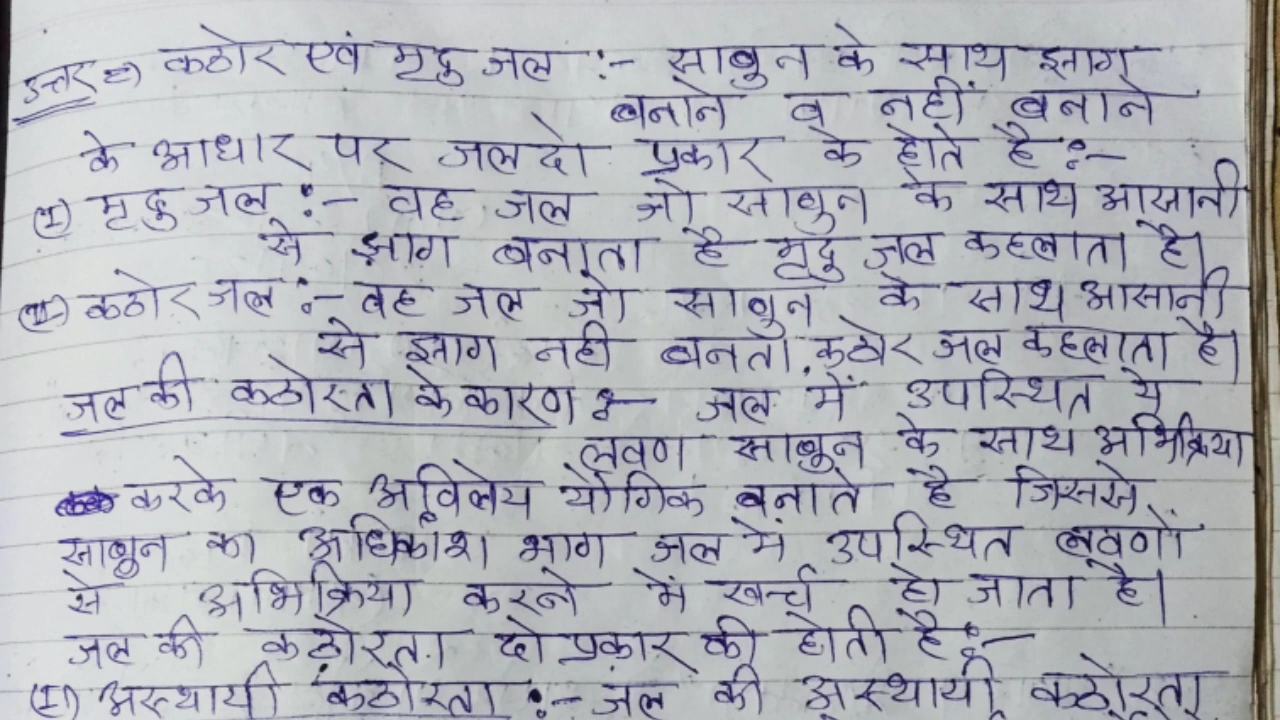 उत्तर ८) कठोर एवं मृदु जल :- साबुन के साथ झाग
बनाने व नहीं बनाने
के आधार पर जल दो प्रकार के होते है :-
(I) मृदु जल :- वह जल जो साबुन के साथ आसानी
से झाग बनाता है मृदु जल कहलाता है।
(II) कठोर जल :- वह जल जो साबुन के साथ आसानी
से झाग नही बनता, कठोर जल कहलाता है।
जल की कठोरता के कारण :- जल में उपस्थित ये
लवण साबुन के साथ अभिक्रिया
करके एक अविलेय यौगिक बनाते है जिससे
साबुन का अधिकांश भाग जल में उपस्थित लवणों
से अभिक्रिया करने में खर्च हो जाता है।
जल की कठोरता दो प्रकार की होती है :-
(I) अस्थायी कठोरता :- जल की अस्थायी कठोरता